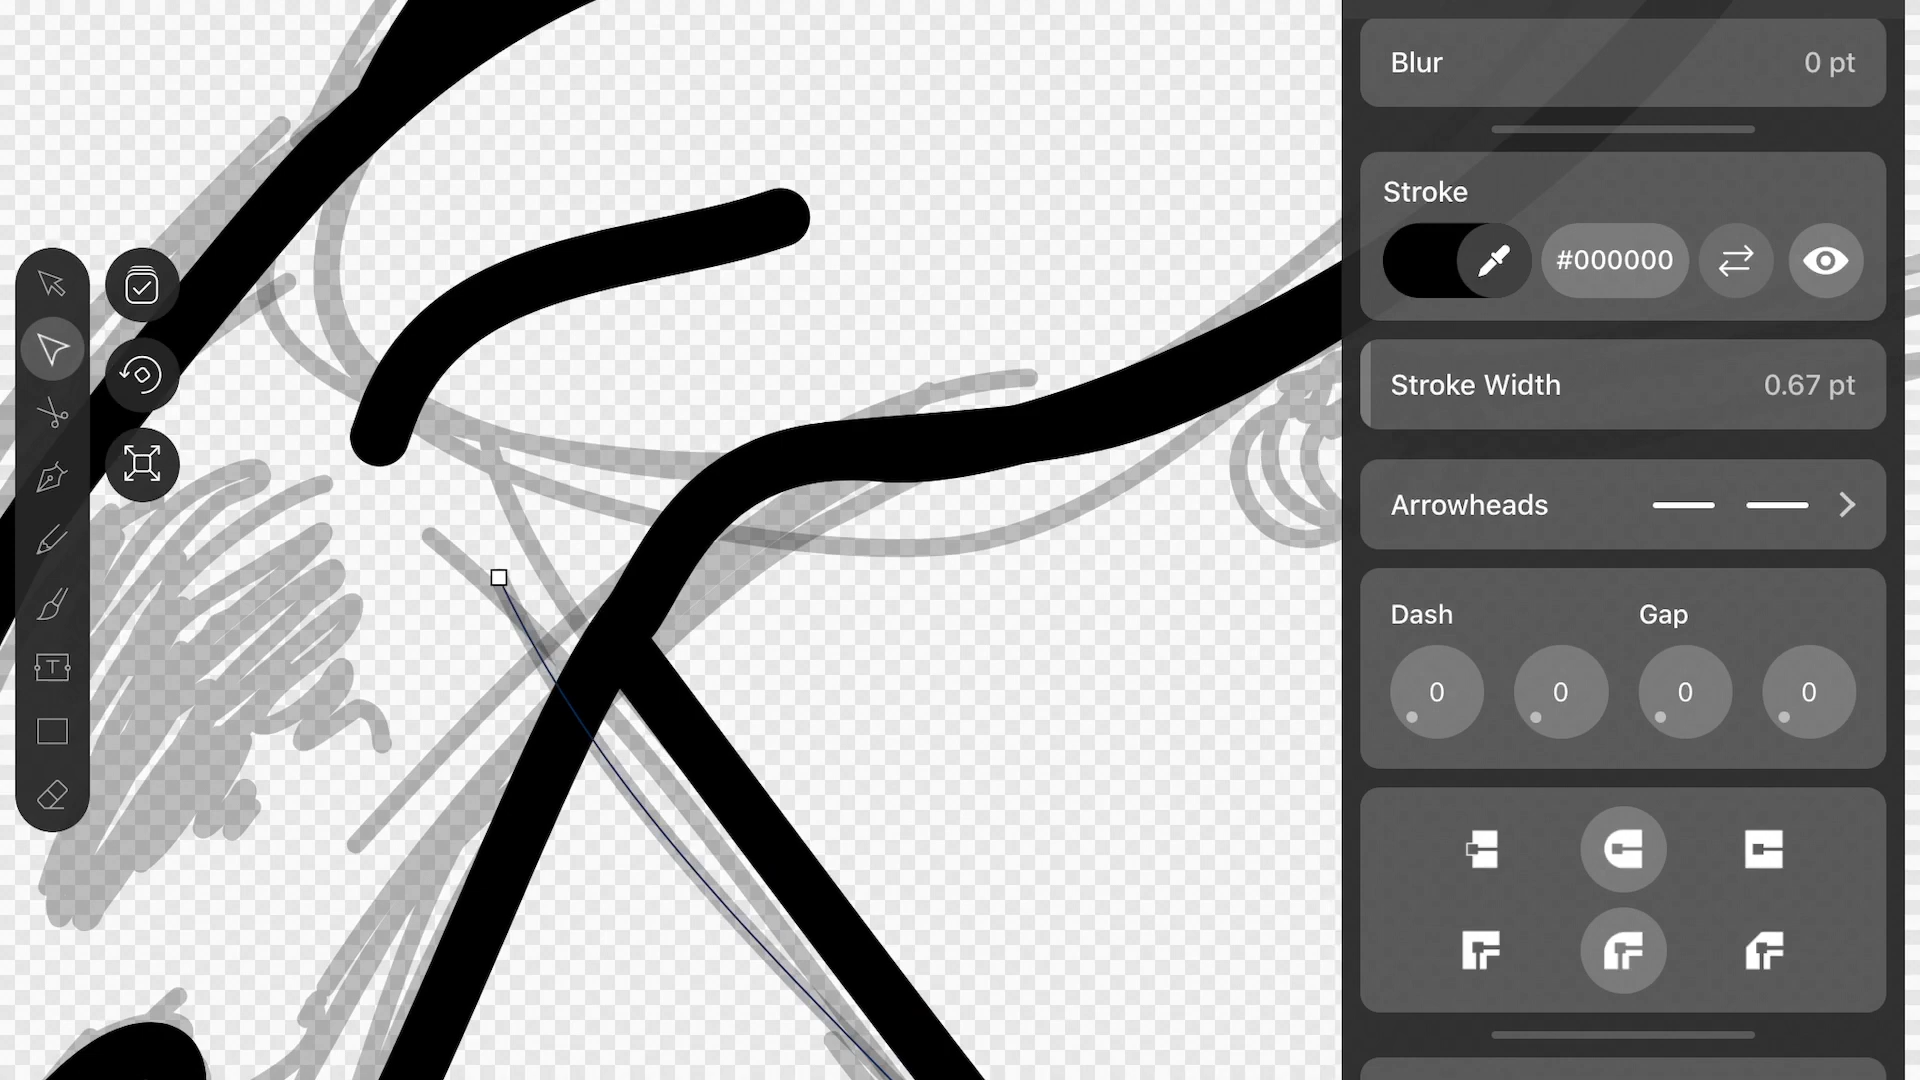 Blur 0 pt
Stroke
#000000
Stroke Width 0.67 pt
Arrowheads
Dash Gap
0 0 0 0
T